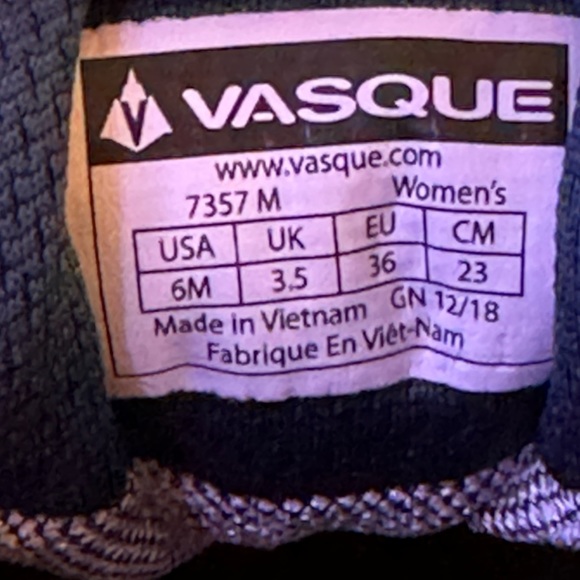 VASQUE
www.vasque.com
7357 M Women's
USA UK EU CM
6M 3.5 36 23
Made in Vietnam GN 12/18
Fabrique En Viêt-Nam